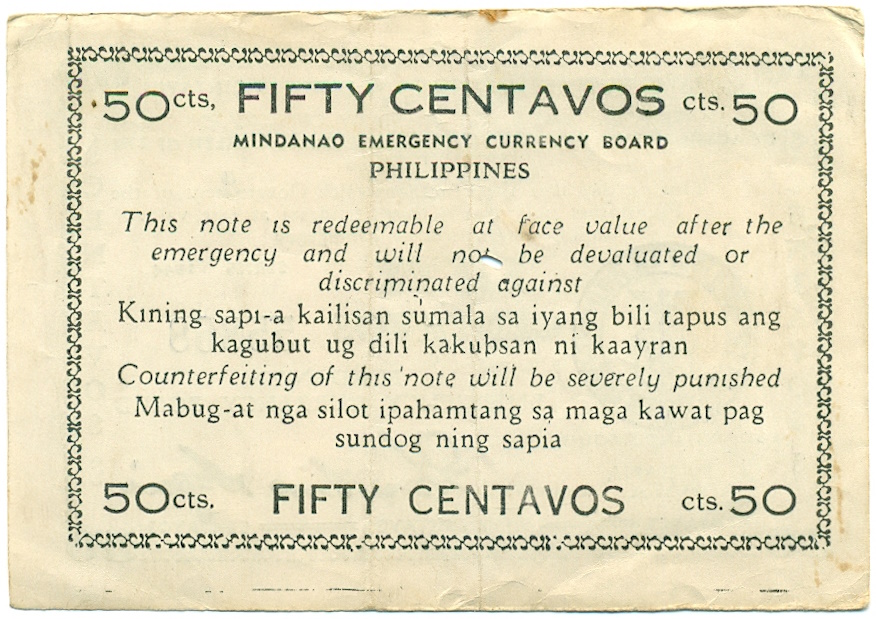 50cts, FIFTY CENTAVOS cts. 50
MINDANAO EMERGENCY CURRENCY BOARD
PHILIPPINES
This note is redeemable at face value after the
emergency and will not be devaluated or
discriminated against
Kining sapi-a kailisan sumala sa iyang bili tapus ang
kagubut ug dili kakubsan ni kaayran
Counterfeiting of this note will be severely punished
Mabug-at nga silot ipahamtang sa maga kawat pag
sundog ning sapia
50cts. FIFTY CENTAVOS cts. 50